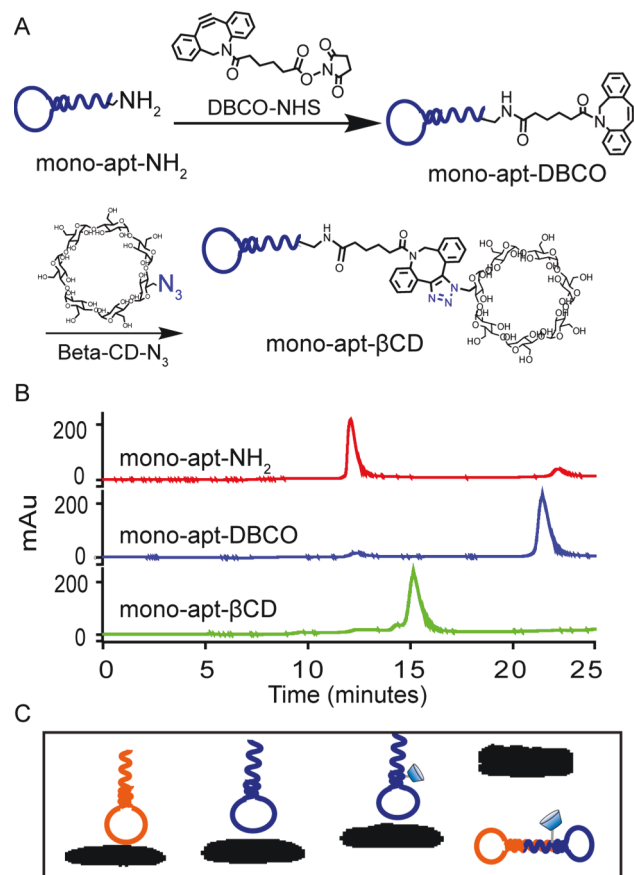 A
DBCO-NHS
mono-apt-NH₂
mono-apt-DBCO
Beta-CD-N₃
mono-apt-βCD
B
mono-apt-NH₂
mono-apt-DBCO
mono-apt-βCD
mAu
200
0
200
0
200
0
0 5 10 15 20 25
Time (minutes)
C